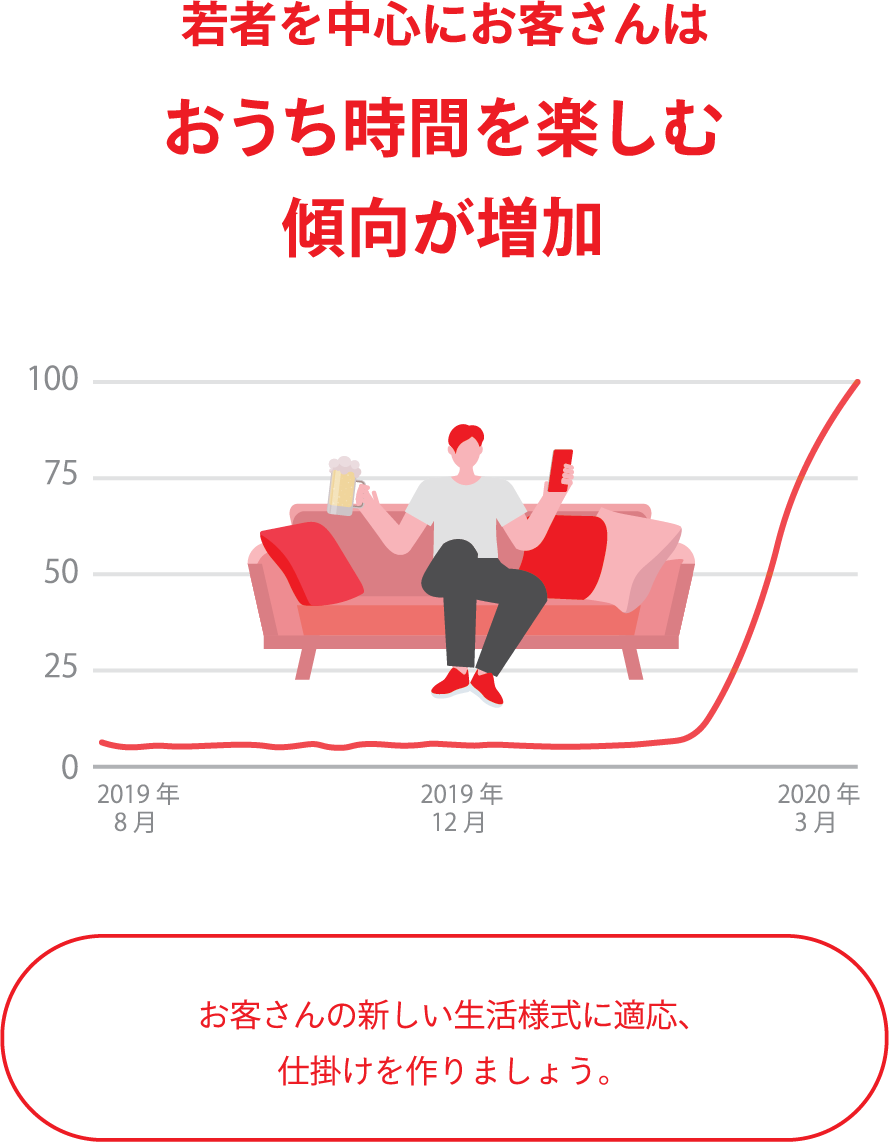 若者を中心にお客さんは
おうち時間を楽しむ
傾向が増加
100
75
50
25
0
2019 年
8 月
2019 年
12 月
2020 年
3 月
お客さんの新しい生活様式に適応、
仕掛けを作りましょう。